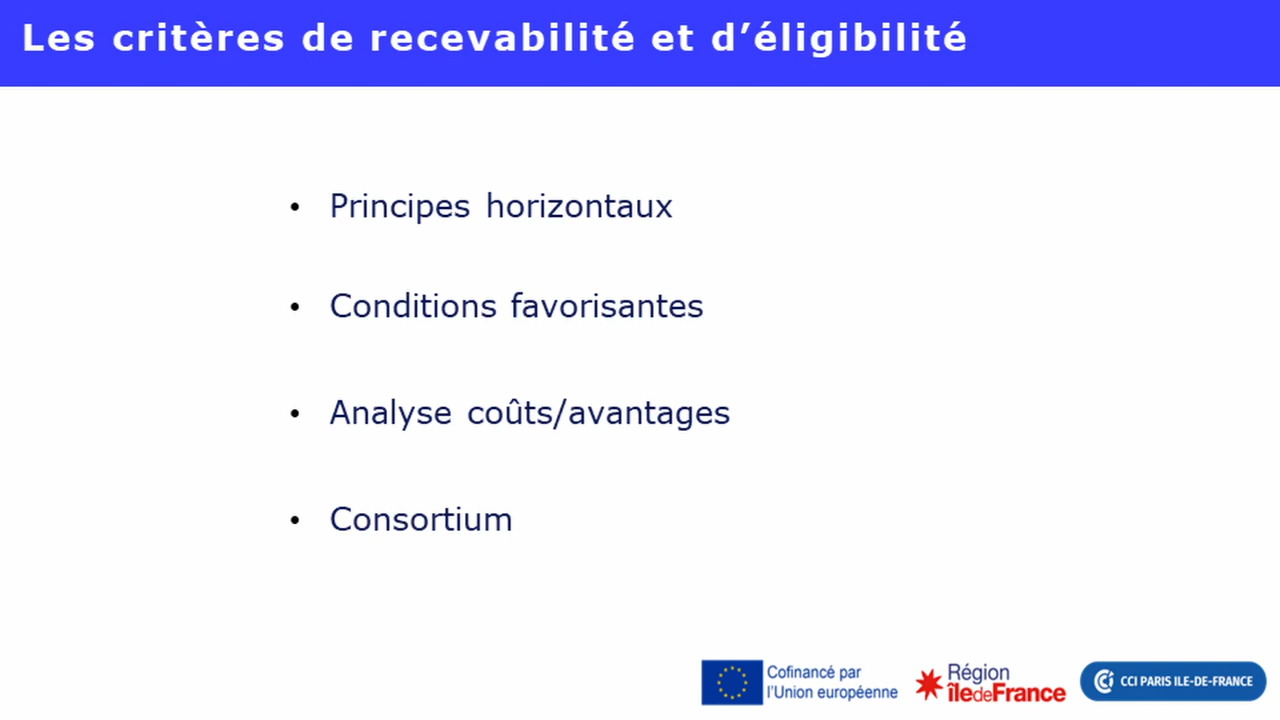 Les critères de recevabilité et d’éligibilité
• Principes horizontaux
• Conditions favorisantes
• Analyse coûts/avantages
• Consortium
Cofinancé par
l’Union européenne
Région
îledeFrance
CCI PARIS ILE-DE-FRANCE